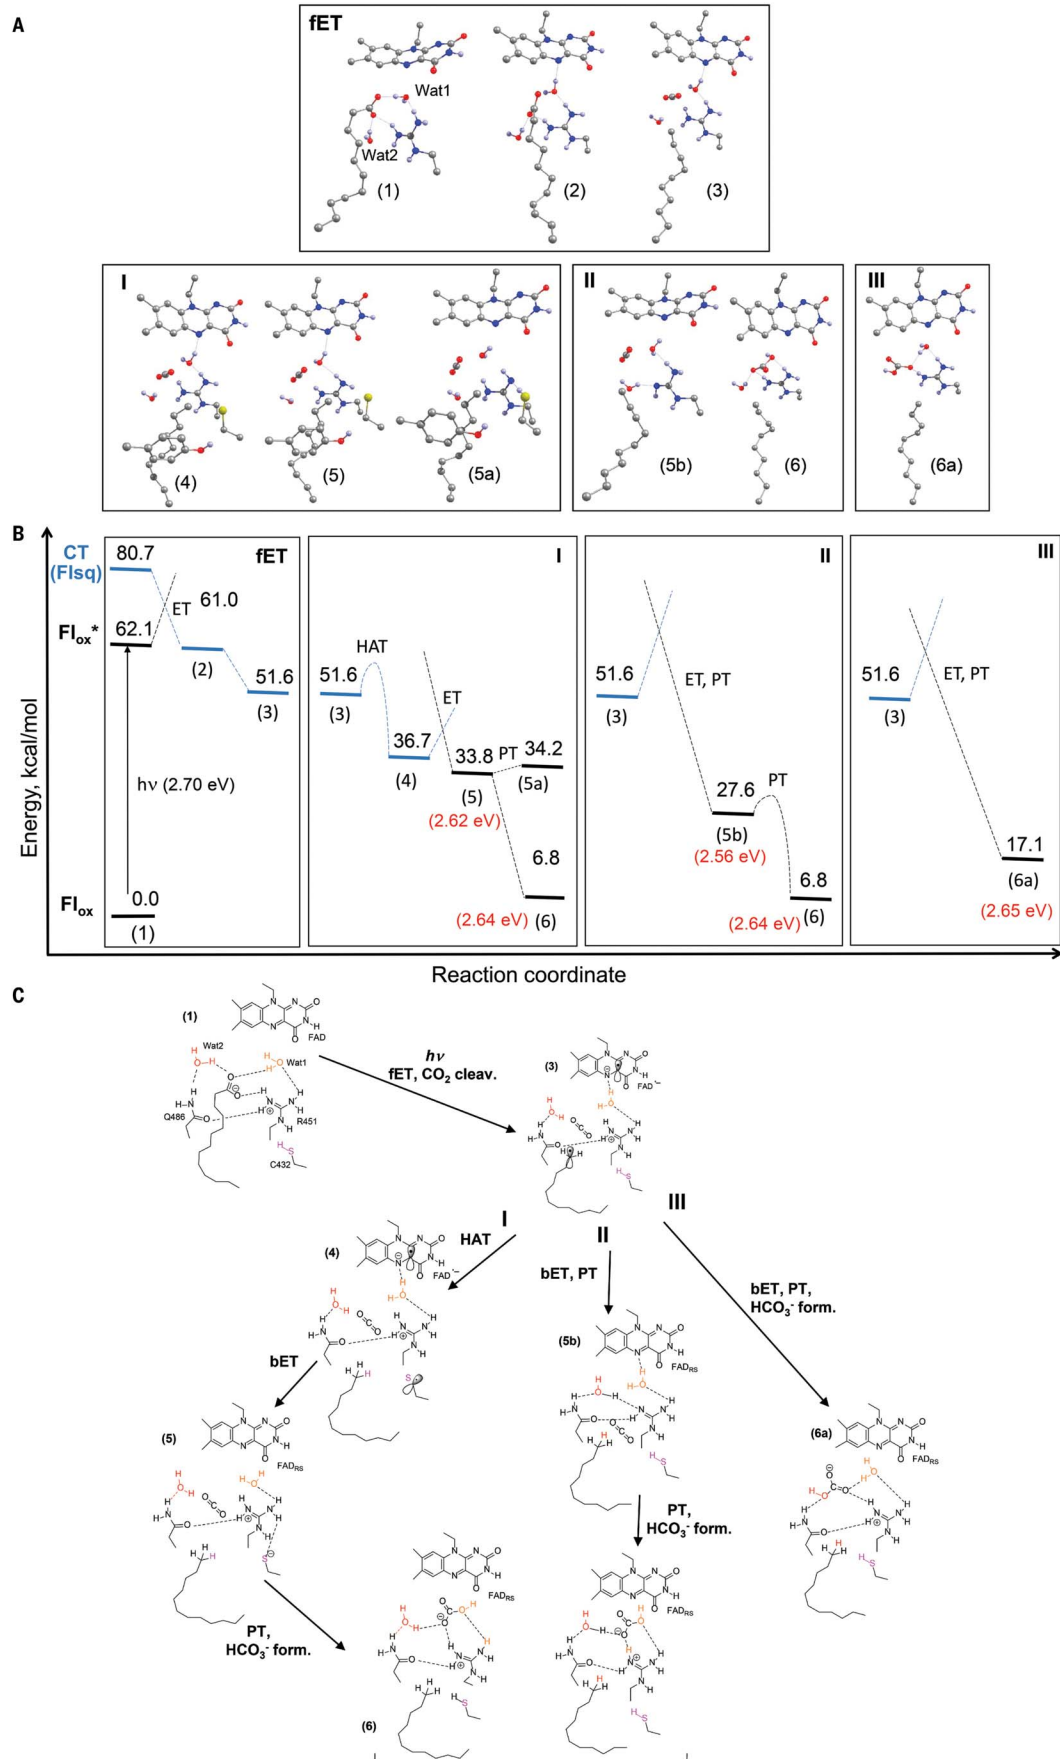 A
fET
Wat1
Wat2
(1)
(2)
(3)
I
II
III
(4)
(5)
(5a)
(5b)
(6)
(6a)
B
CT
(Flsq)
80.7
fET
I
II
III
ET
61.0
Flox*
62.1
(2)
51.6
(3)
hν (2.70 eV)
Flox
0.0
(1)
HAT
51.6
(3)
36.7
(4)
ET
33.8
(5)
PT
34.2
(5a)
(2.62 eV)
6.8
(2.64 eV)
(6)
51.6
(3)
ET, PT
27.6
(5b)
PT
(2.56 eV)
6.8
(2.64 eV)
(6)
51.6
(3)
ET, PT
17.1
(6a)
(2.65 eV)
Energy, kcal/mol
Reaction coordinate
C
(1)
FAD
Wat2
Wat1
Q486
R451
C432
hν
fET, CO2 cleav.
(3)
FAD•−
I
HAT
II
bET, PT
III
bET, PT,
HCO3- form.
(4)
FAD•−
bET
(5)
FADRS
(5b)
FADRS
(6a)
FADRS
PT,
HCO3- form.
PT,
HCO3- form.
FADRS
(6)
FADRS